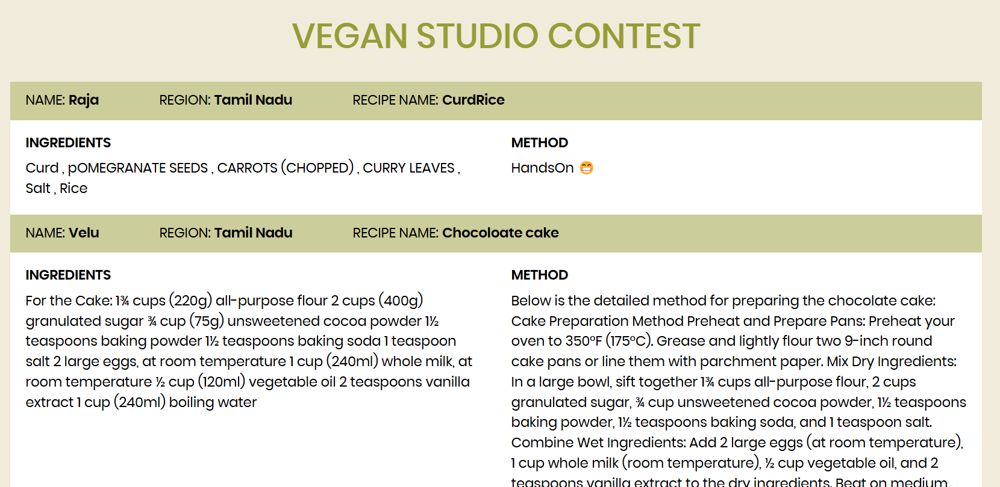 VEGAN STUDIO CONTEST
NAME: Raja REGION: Tamil Nadu RECIPE NAME: CurdRice
INGREDIENTS
Curd , pOMEGRANATE SEEDS , CARROTS (CHOPPED) , CURRY LEAVES ,
Salt , Rice
METHOD
HandsOn 😁
NAME: Velu REGION: Tamil Nadu RECIPE NAME: Chocoloate cake
INGREDIENTS
For the Cake: 1¾ cups (220g) all-purpose flour 2 cups (400g)
granulated sugar ¾ cup (75g) unsweetened cocoa powder 1½
teaspoons baking powder 1½ teaspoons baking soda 1 teaspoon
salt 2 large eggs, at room temperature 1 cup (240ml) whole milk, at
room temperature ½ cup (120ml) vegetable oil 2 teaspoons vanilla
extract 1 cup (240ml) boiling water
METHOD
Below is the detailed method for preparing the chocolate cake:
Cake Preparation Method Preheat and Prepare Pans: Preheat your
oven to 350°F (175°C). Grease and lightly flour two 9-inch round
cake pans or line them with parchment paper. Mix Dry Ingredients:
In a large bowl, sift together 1¾ cups all-purpose flour, 2 cups
granulated sugar, ¾ cup unsweetened cocoa powder, 1½ teaspoons
baking powder, 1½ teaspoons baking soda, and 1 teaspoon salt.
Combine Wet Ingredients: Add 2 large eggs (at room temperature),
1 cup whole milk (room temperature), ½ cup vegetable oil, and 2
teaspoons vanilla extract to the dry ingredients. Beat on medium